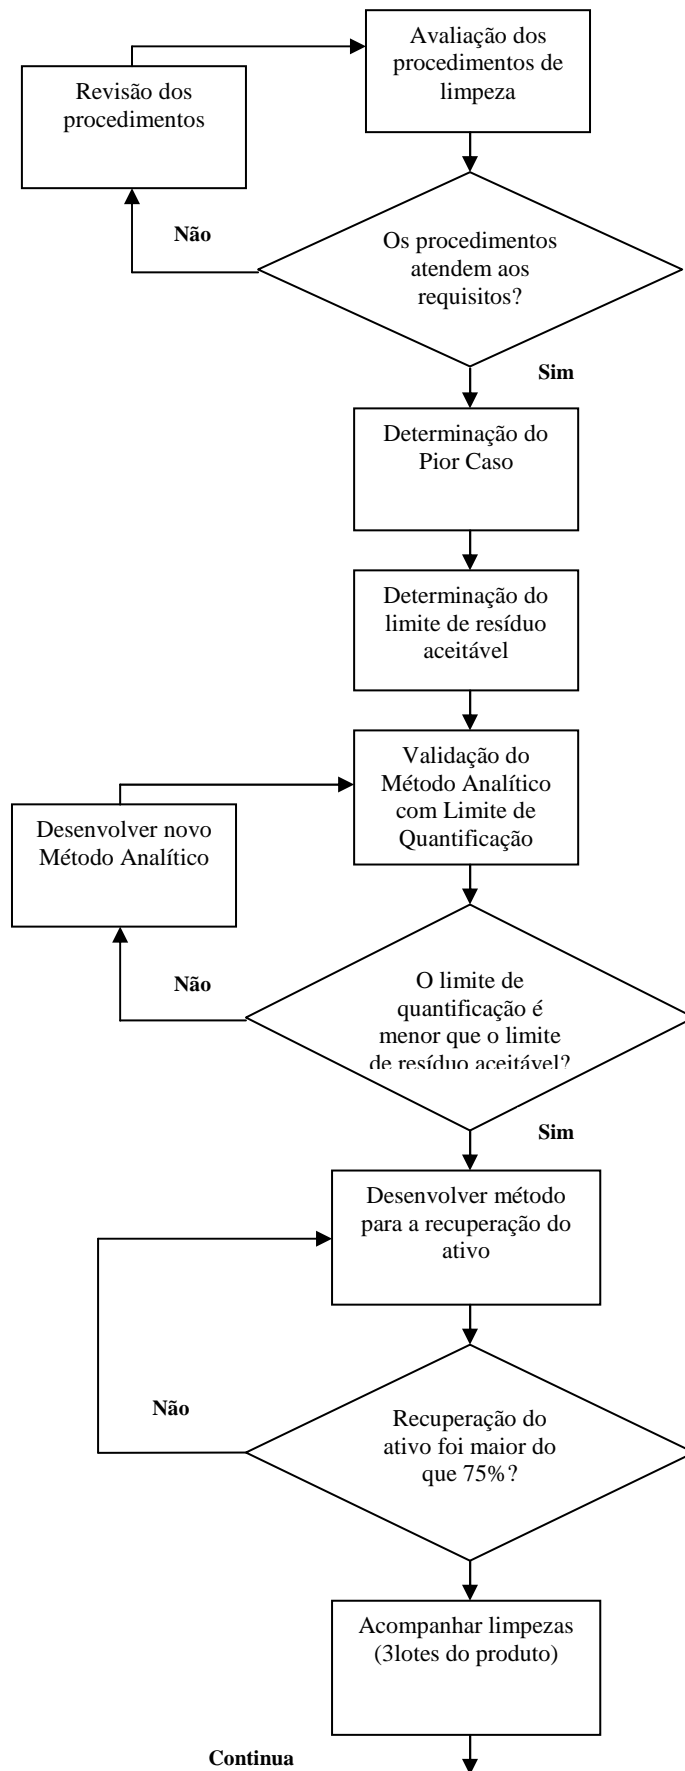 Avaliação dos
procedimentos de
limpeza
Revisão dos
procedimentos
Não
Os procedimentos
atendem aos
requisitos?
Sim
Determinação do
Pior Caso
Determinação do
limite de resíduo
aceitável
Validação do
Método Analítico
com Limite de
Quantificação
Desenvolver novo
Método Analítico
Não
O limite de
quantificação é
menor que o limite
de resíduo aceitável?
Sim
Desenvolver método
para a recuperação do
ativo
Não
Recuperação do
ativo foi maior do
que 75%?
Acompanhar limpezas
(3lotes do produto)
Continua